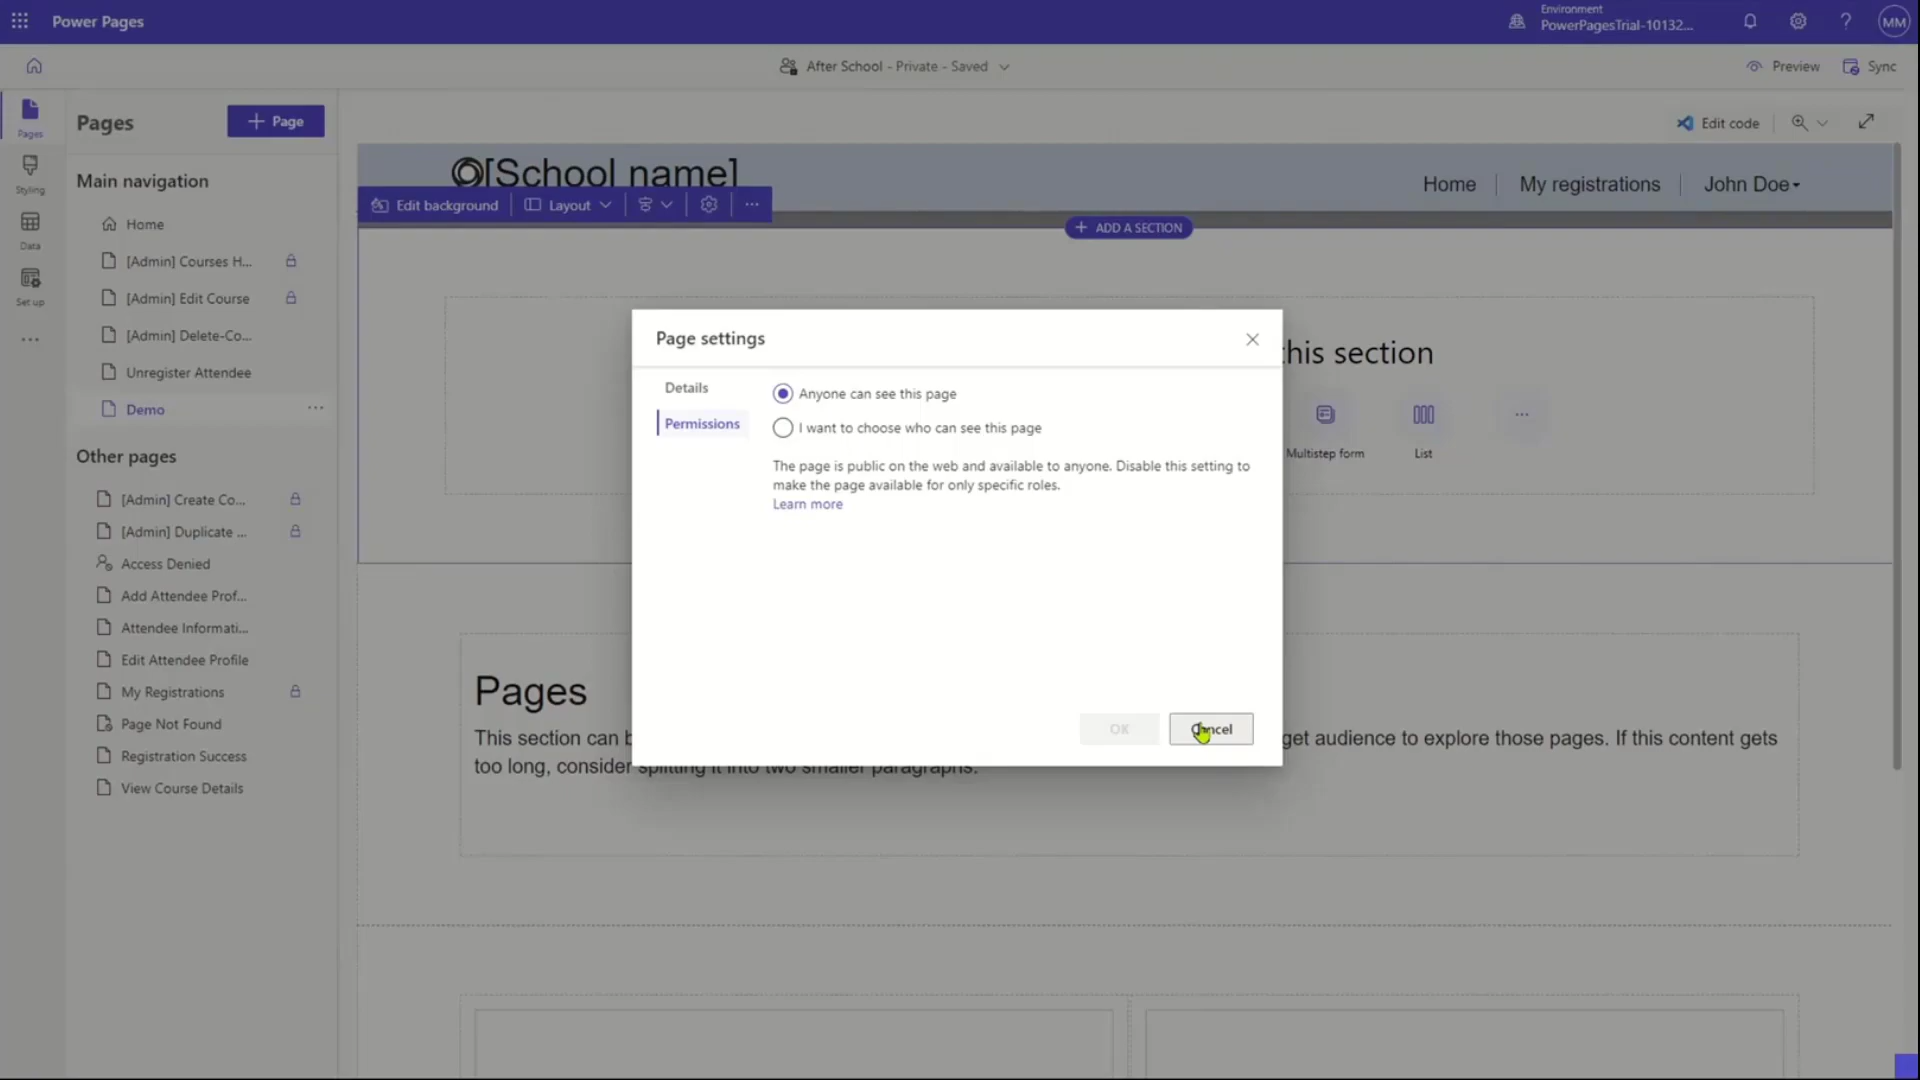 Power Pages
Environment
PowerPagesTrial-10132...
MM
After School - Private - Saved
Preview
Sync
Pages
Styling
Data
Set up
Pages
+ Page
Main navigation
Home
[Admin] Courses H...
[Admin] Edit Course
[Admin] Delete-Co...
Unregister Attendee
Demo
Other pages
[Admin] Create Co...
[Admin] Duplicate ...
Access Denied
Add Attendee Prof...
Attendee Informati...
Edit Attendee Profile
My Registrations
Page Not Found
Registration Success
View Course Details
Edit code
[School name]
Home
My registrations
John Doe
Edit background
Layout
+ ADD A SECTION
this section
Multistep form
List
Page settings
Details
Permissions
Anyone can see this page
I want to choose who can see this page
The page is public on the web and available to anyone. Disable this setting to
make the page available for only specific roles.
Learn more
OK
Cancel
Pages
This section can b
get audience to explore those pages. If this content gets
too long, consider splitting it into two smaller paragraphs.